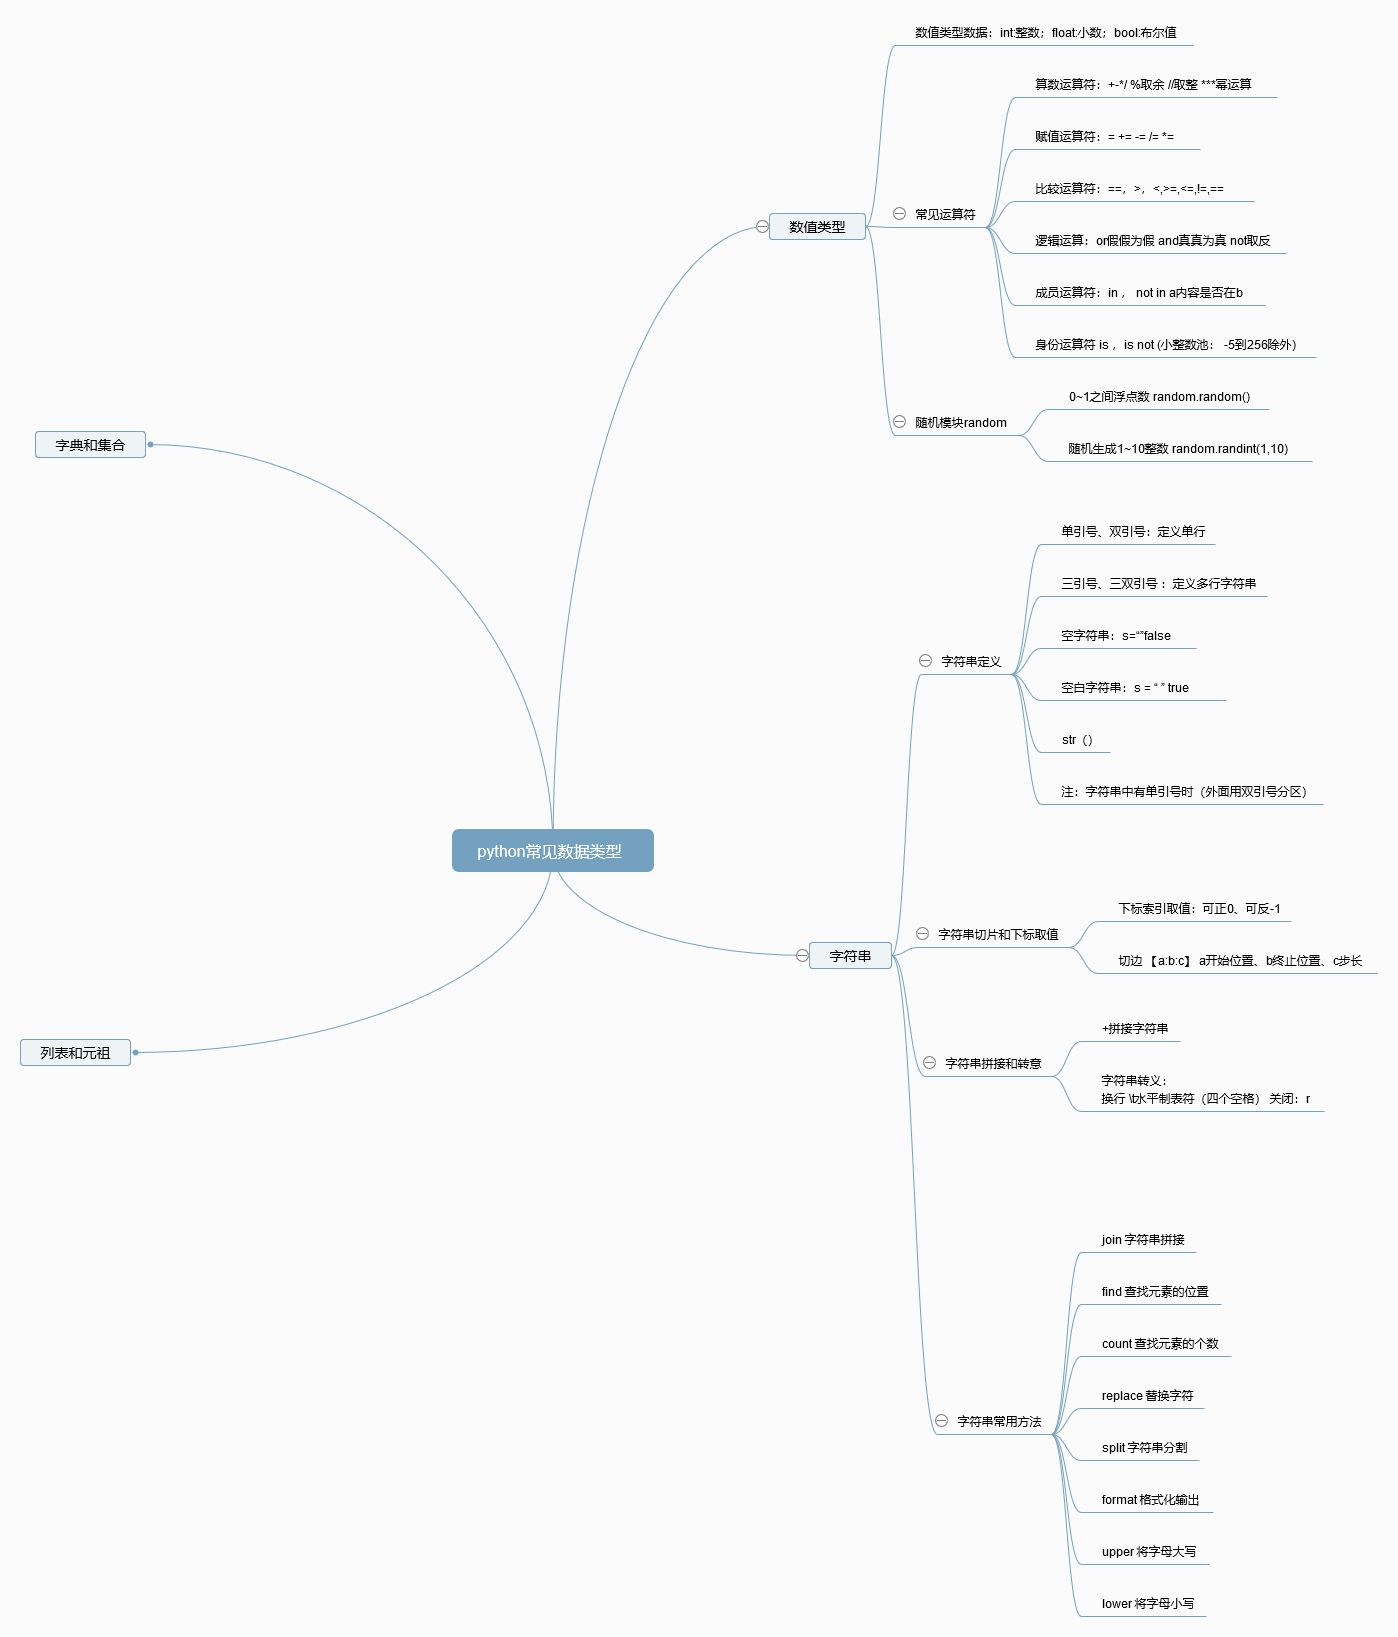 python常见数据类型
数值类型
数值类型数据：int:整数；float:小数；bool:布尔值
常见运算符
算数运算符：+-*/ %取余 //取整 ***幂运算
赋值运算符：= += -= /= *=
比较运算符：==，>，<,>=,<=,!=,==
逻辑运算：or假假为假 and真真为真 not取反
成员运算符：in ， not in a内容是否在b
身份运算符 is ，is not (小整数池： -5到256除外)
随机模块random
0~1之间浮点数 random.random()
随机生成1~10整数 random.randint(1,10)
字符串
字符串定义
单引号、双引号：定义单行
三引号、三双引号 ：定义多行字符串
空字符串：s=“”false
空白字符串：s = “ ” true
str（）
注：字符串中有单引号时（外面用双引号分区）
字符串切片和下标取值
下标索引取值：可正0、可反-1
切边 【a:b:c】 a开始位置、b终止位置、c步长
字符串拼接和转意
+拼接字符串
字符串转义：
换行 \t水平制表符（四个空格） 关闭：r
字符串常用方法
join 字符串拼接
find 查找元素的位置
count 查找元素的个数
replace 替换字符
split 字符串分割
format 格式化输出
upper 将字母大写
lower 将字母小写
字典和集合
列表和元祖